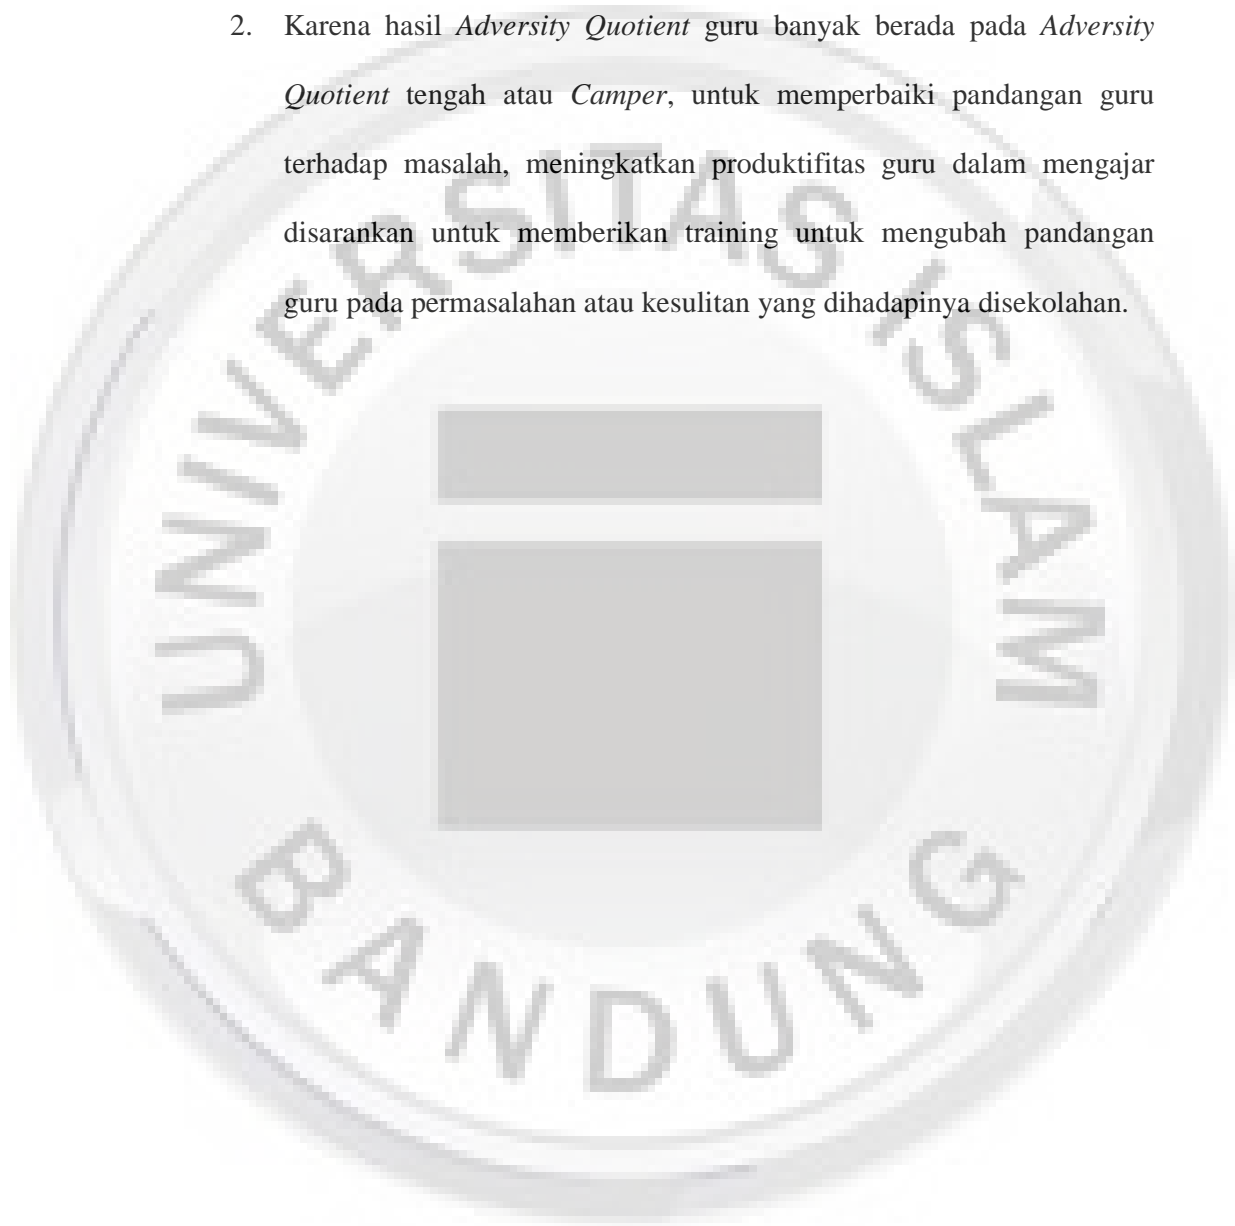 2. Karena hasil Adversity Quotient guru banyak berada pada Adversity
Quotient tengah atau Camper, untuk memperbaiki pandangan guru
terhadap masalah, meningkatkan produktifitas guru dalam mengajar
disarankan untuk memberikan training untuk mengubah pandangan
guru pada permasalahan atau kesulitan yang dihadapinya disekolahan.
UNIVERSITAS ISLAM
BANDUNG